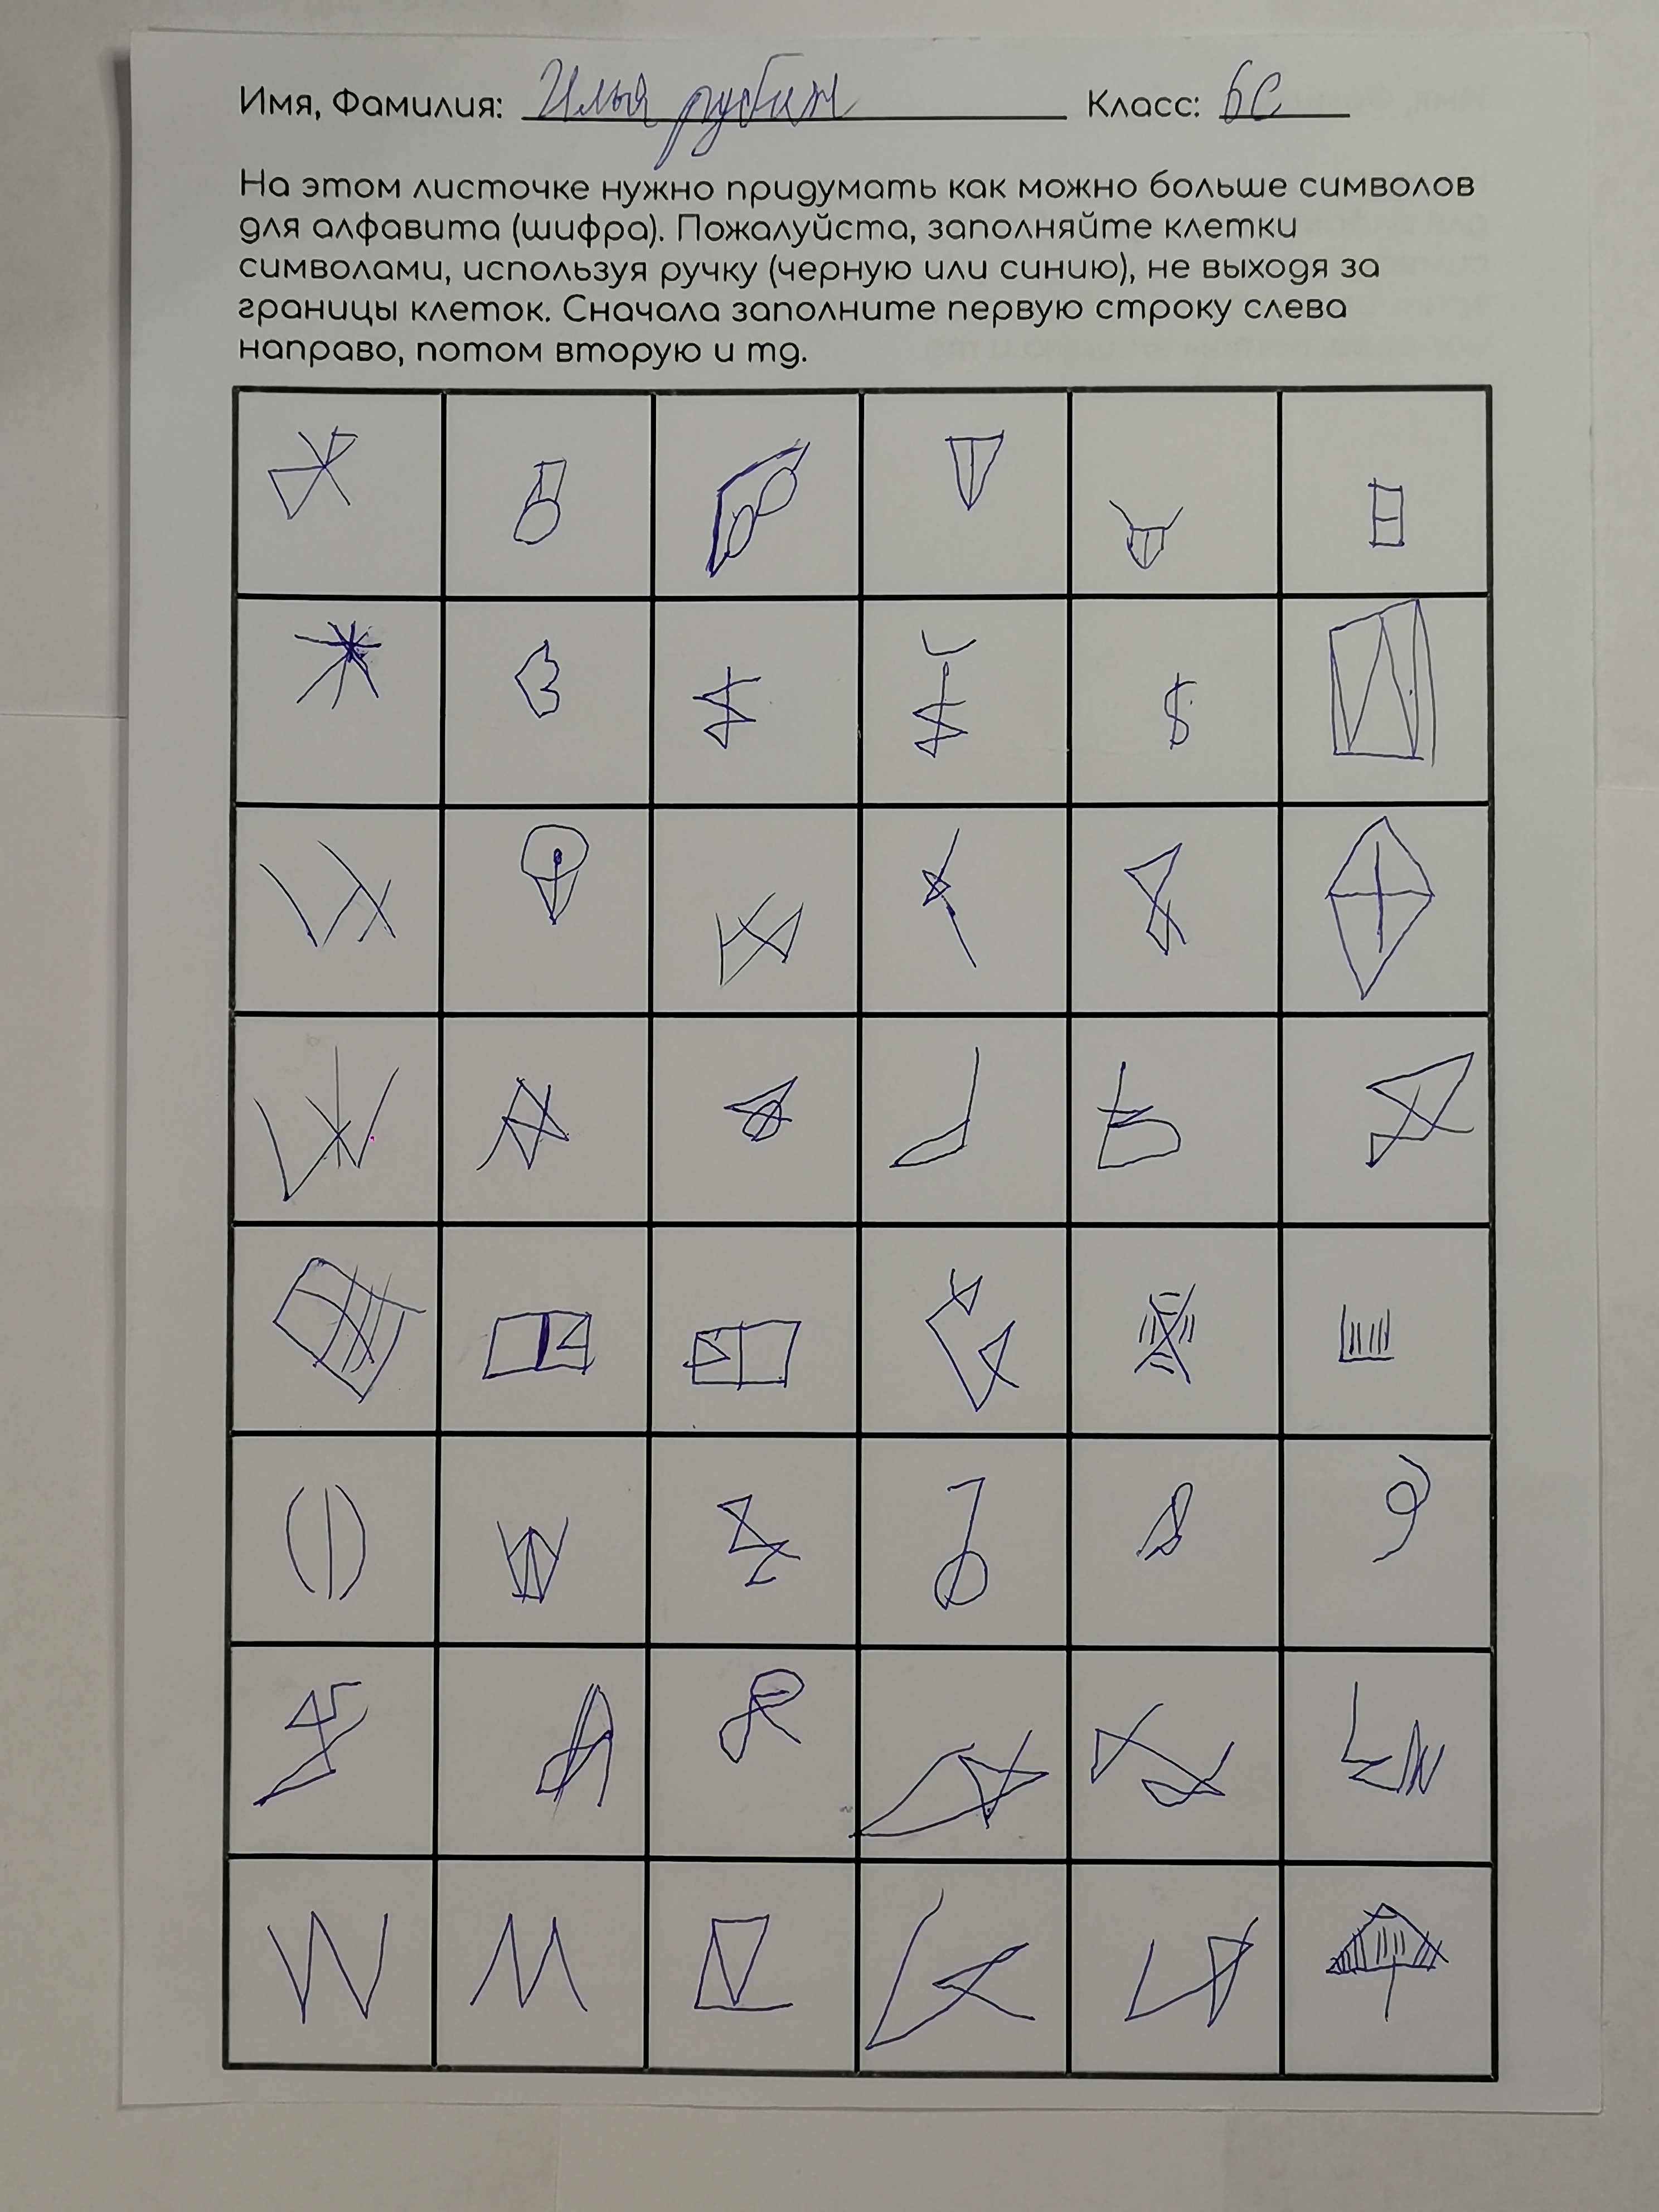 Имя, Фамилия: Илья рубин Класс: 6С
На этом листочке нужно придумать как можно больше символов
для алфавита (шифра). Пожалуйста, заполняйте клетки
символами, используя ручку (черную или синию), не выходя за
границы клеток. Сначала заполните первую строку слева
направо, потом вторую и тд.